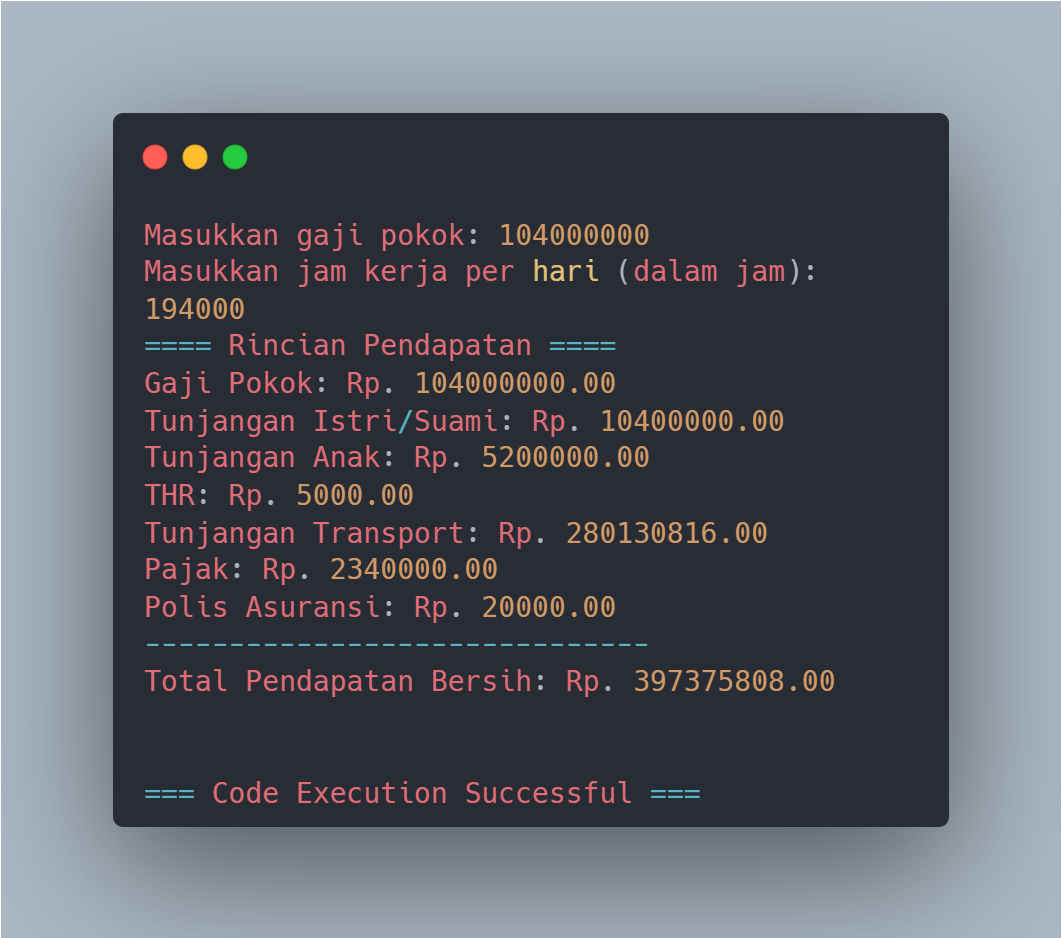 Masukkan gaji pokok: 104000000
Masukkan jam kerja per hari (dalam jam):
194000
==== Rincian Pendapatan ====
Gaji Pokok: Rp. 104000000.00
Tunjangan Istri/Suami: Rp. 10400000.00
Tunjangan Anak: Rp. 5200000.00
THR: Rp. 5000.00
Tunjangan Transport: Rp. 280130816.00
Pajak: Rp. 2340000.00
Polis Asuransi: Rp. 20000.00
------------------------------
Total Pendapatan Bersih: Rp. 397375808.00
=== Code Execution Successful ===